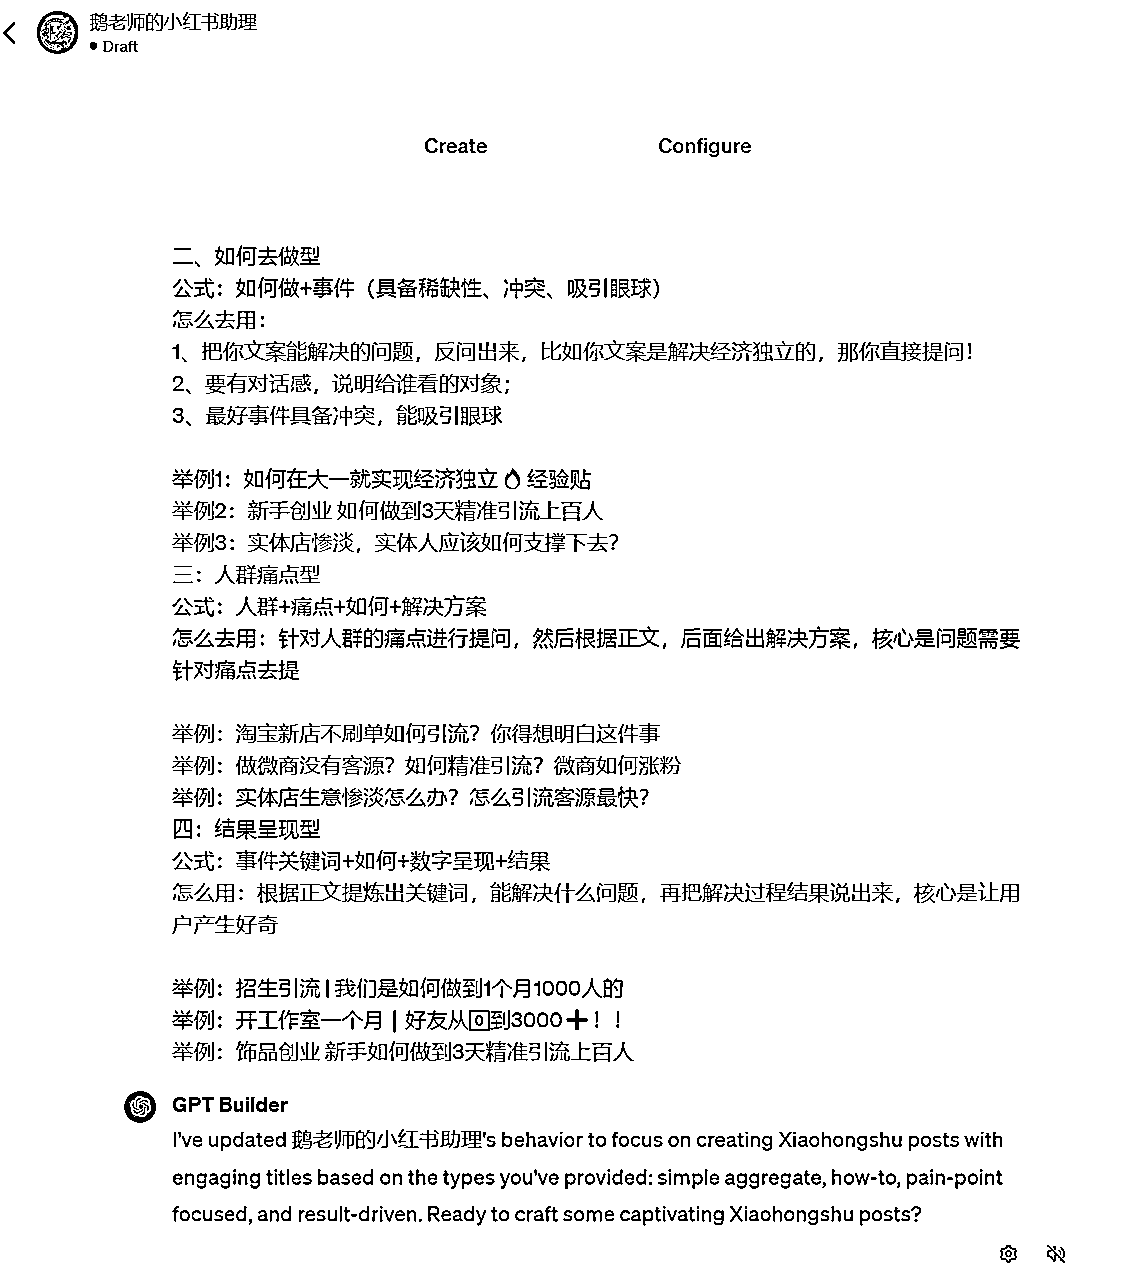 鹅老师的小红书助理
Draft
Create
Configure
二、如何去做型
公式：如何做+事件（具备稀缺性、冲突、吸引眼球）
怎么去用：
1、把你文案能解决的问题，反问出来，比如你文案是解决经济独立的，那你直接提问！
2、要有对话感，说明给谁看的对象；
3、最好事件具备冲突，能吸引眼球
举例1：如何在大一就实现经济独立🔥经验贴
举例2：新手创业 如何做到3天精准引流上百人
举例3：实体店惨淡，实体人应该如何支撑下去？
三：人群痛点型
公式：人群+痛点+如何+解决方案
怎么去用：针对人群的痛点进行提问，然后根据正文，后面给出解决方案，核心是问题需要
针对痛点去提
举例：淘宝新店不刷单如何引流？你得想明白这件事
举例：做微商没有客源？如何精准引流？微商如何涨粉
举例：实体店生意惨淡怎么办？怎么引流客源最快？
四：结果呈现型
公式：事件关键词+如何+数字呈现+结果
怎么用：根据正文提炼出关键词，能解决什么问题，再把解决过程结果说出来，核心是让用
户产生好奇
举例：招生引流 | 我们是如何做到1个月1000人的
举例：开工作室一个月┃好友从0️⃣到3000➕！！
举例：饰品创业 新手如何做到3天精准引流上百人
GPT Builder
I've updated 鹅老师的小红书助理's behavior to focus on creating Xiaohongshu posts with
engaging titles based on the types you've provided: simple aggregate, how-to, pain-point
focused, and result-driven. Ready to craft some captivating Xiaohongshu posts?